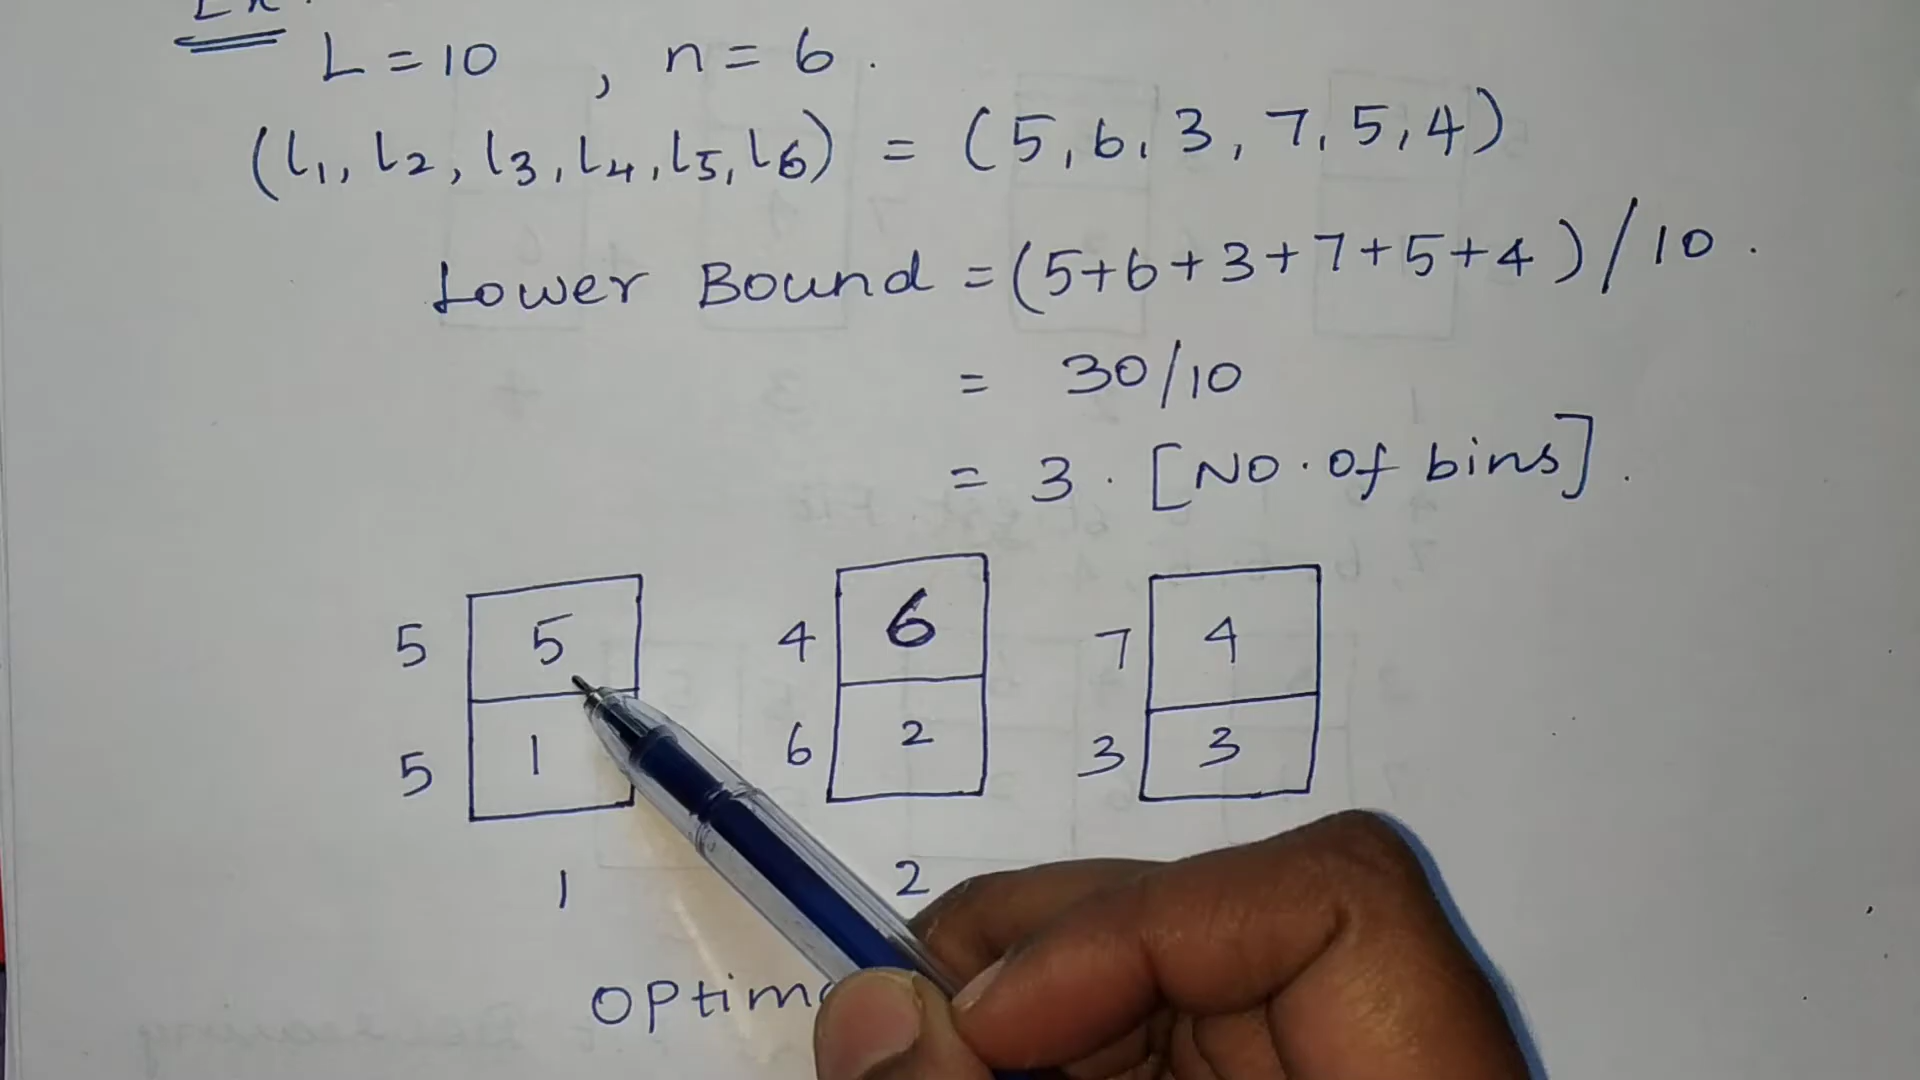 Ex.
L = 10 , n = 6 .
(l1, l2, l3, l4, l5, l6) = (5, 6, 3, 7, 5, 4)
Lower Bound = (5+6+3+7+5+4)/10 .
= 30/10
= 3 . [No. of bins] .
5 5 4 6 7 4
5 1 6 2 3 3
1 2